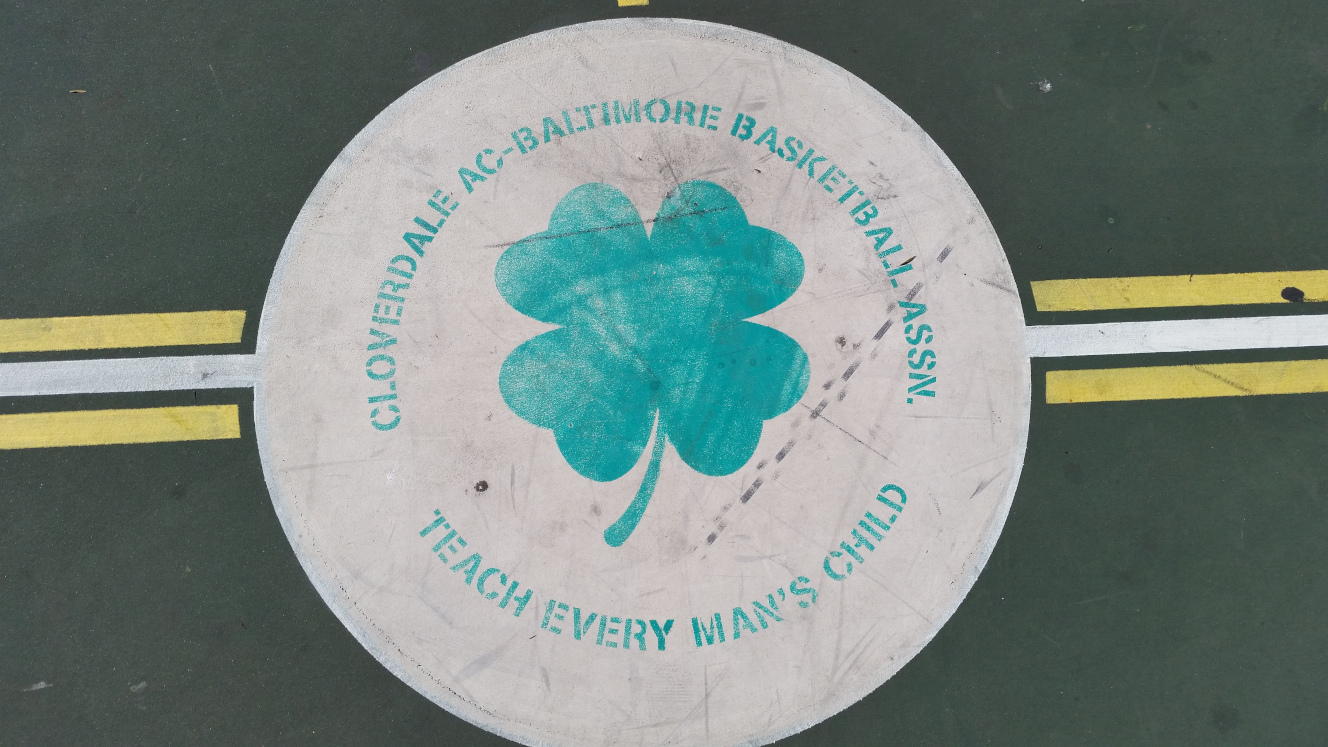 CLOVERDALE AC-BALTIMORE BASKETBALL ASSN.
TEACH EVERY MAN'S CHILD